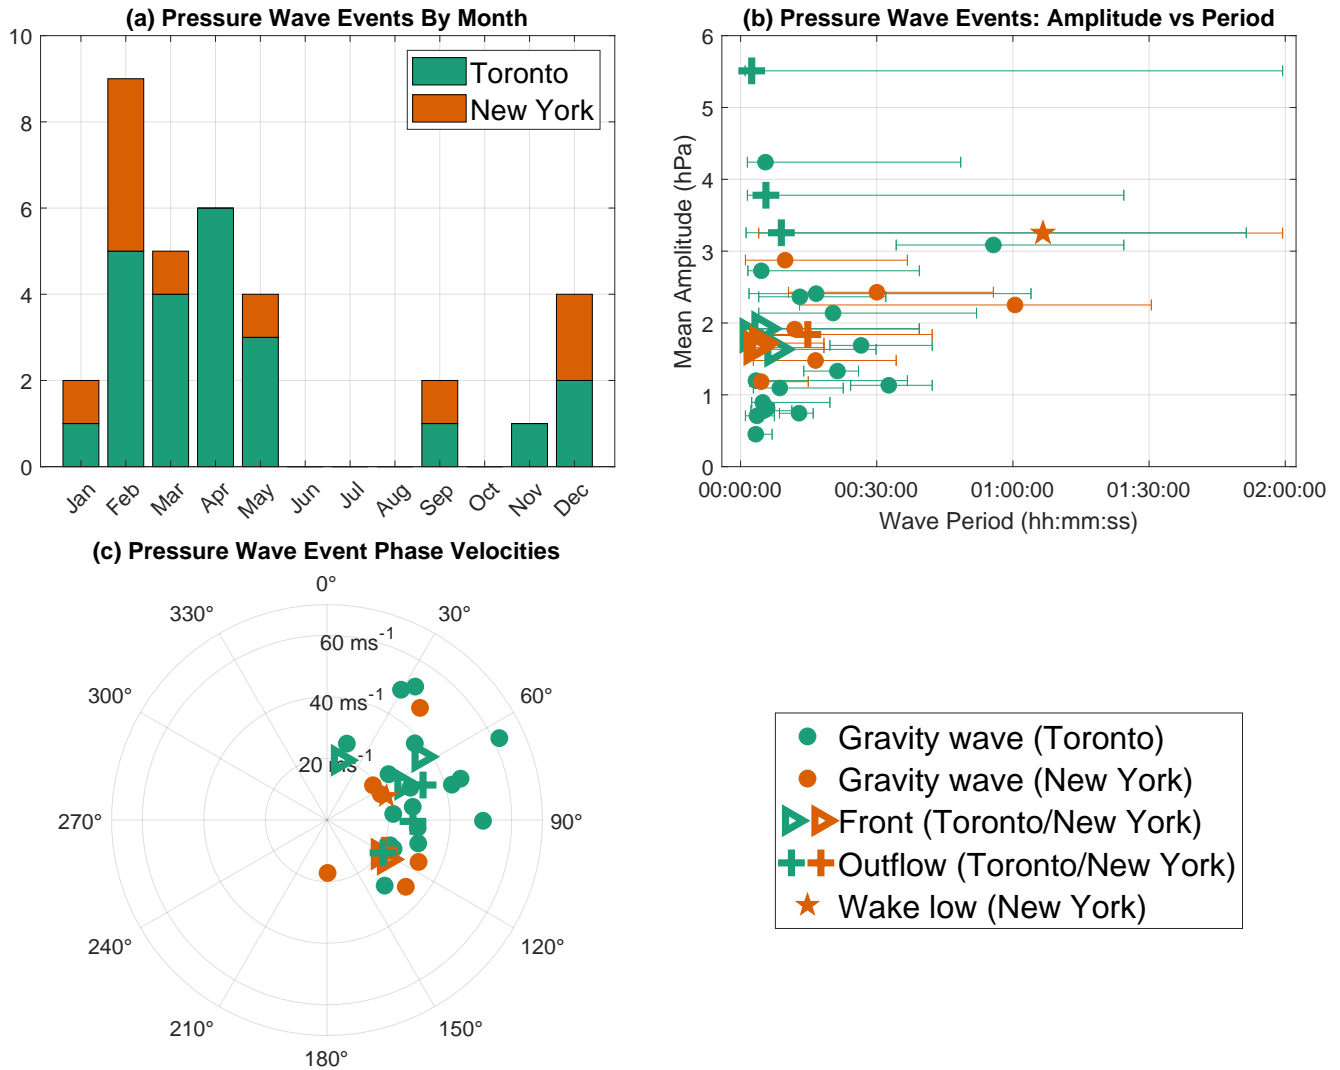 (a) Pressure Wave Events By Month
10
8
6
4
2
0
Toronto
New York
Jan
Feb
Mar
Apr
May
Jun
Jul
Aug
Sep
Oct
Nov
Dec
(b) Pressure Wave Events: Amplitude vs Period
Mean Amplitude (hPa)
6
5
4
3
2
1
0
00:00:00
00:30:00
01:00:00
01:30:00
02:00:00
Wave Period (hh:mm:ss)
(c) Pressure Wave Event Phase Velocities
0°
30°
60°
90°
120°
150°
180°
210°
240°
270°
300°
330°
60 ms-1
40 ms-1
20 ms-1
Gravity wave (Toronto)
Gravity wave (New York)
Front (Toronto/New York)
Outflow (Toronto/New York)
Wake low (New York)